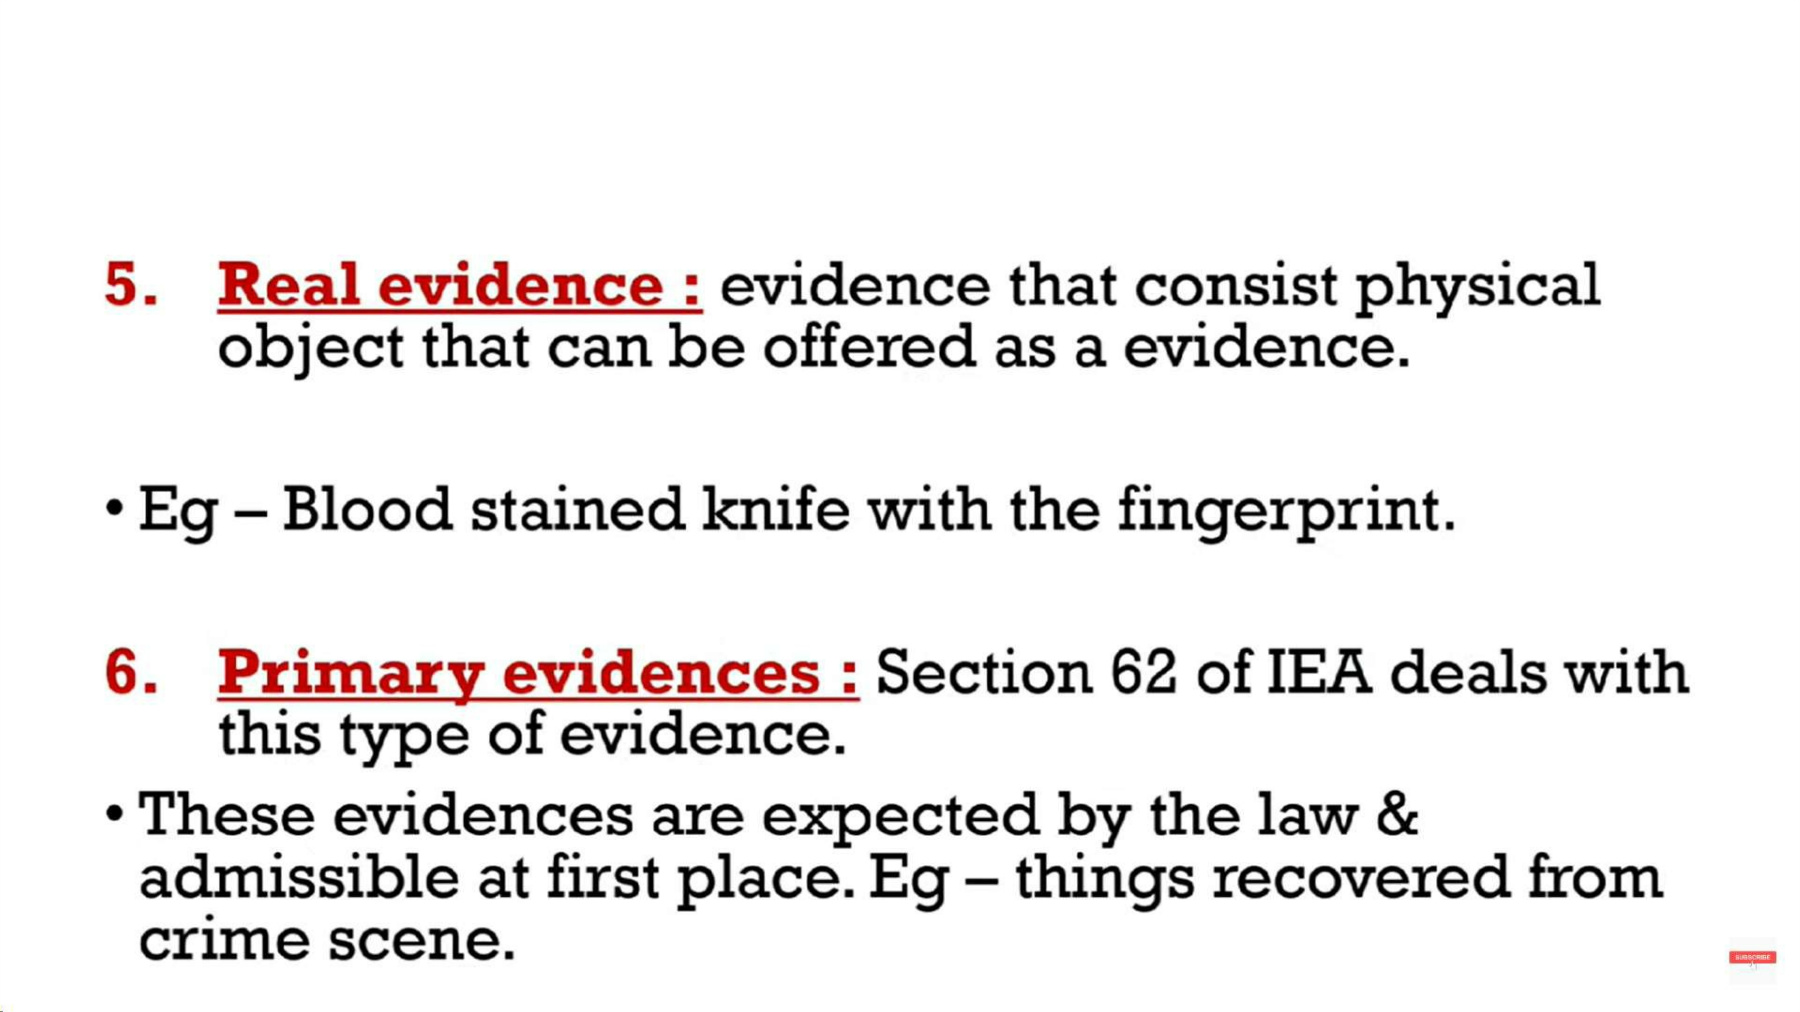 5. Real evidence : evidence that consist physical
object that can be offered as a evidence.
• Eg – Blood stained knife with the fingerprint.
6. Primary evidences : Section 62 of IEA deals with
this type of evidence.
• These evidences are expected by the law &
admissible at first place. Eg – things recovered from
crime scene.
SUBSCRIBE